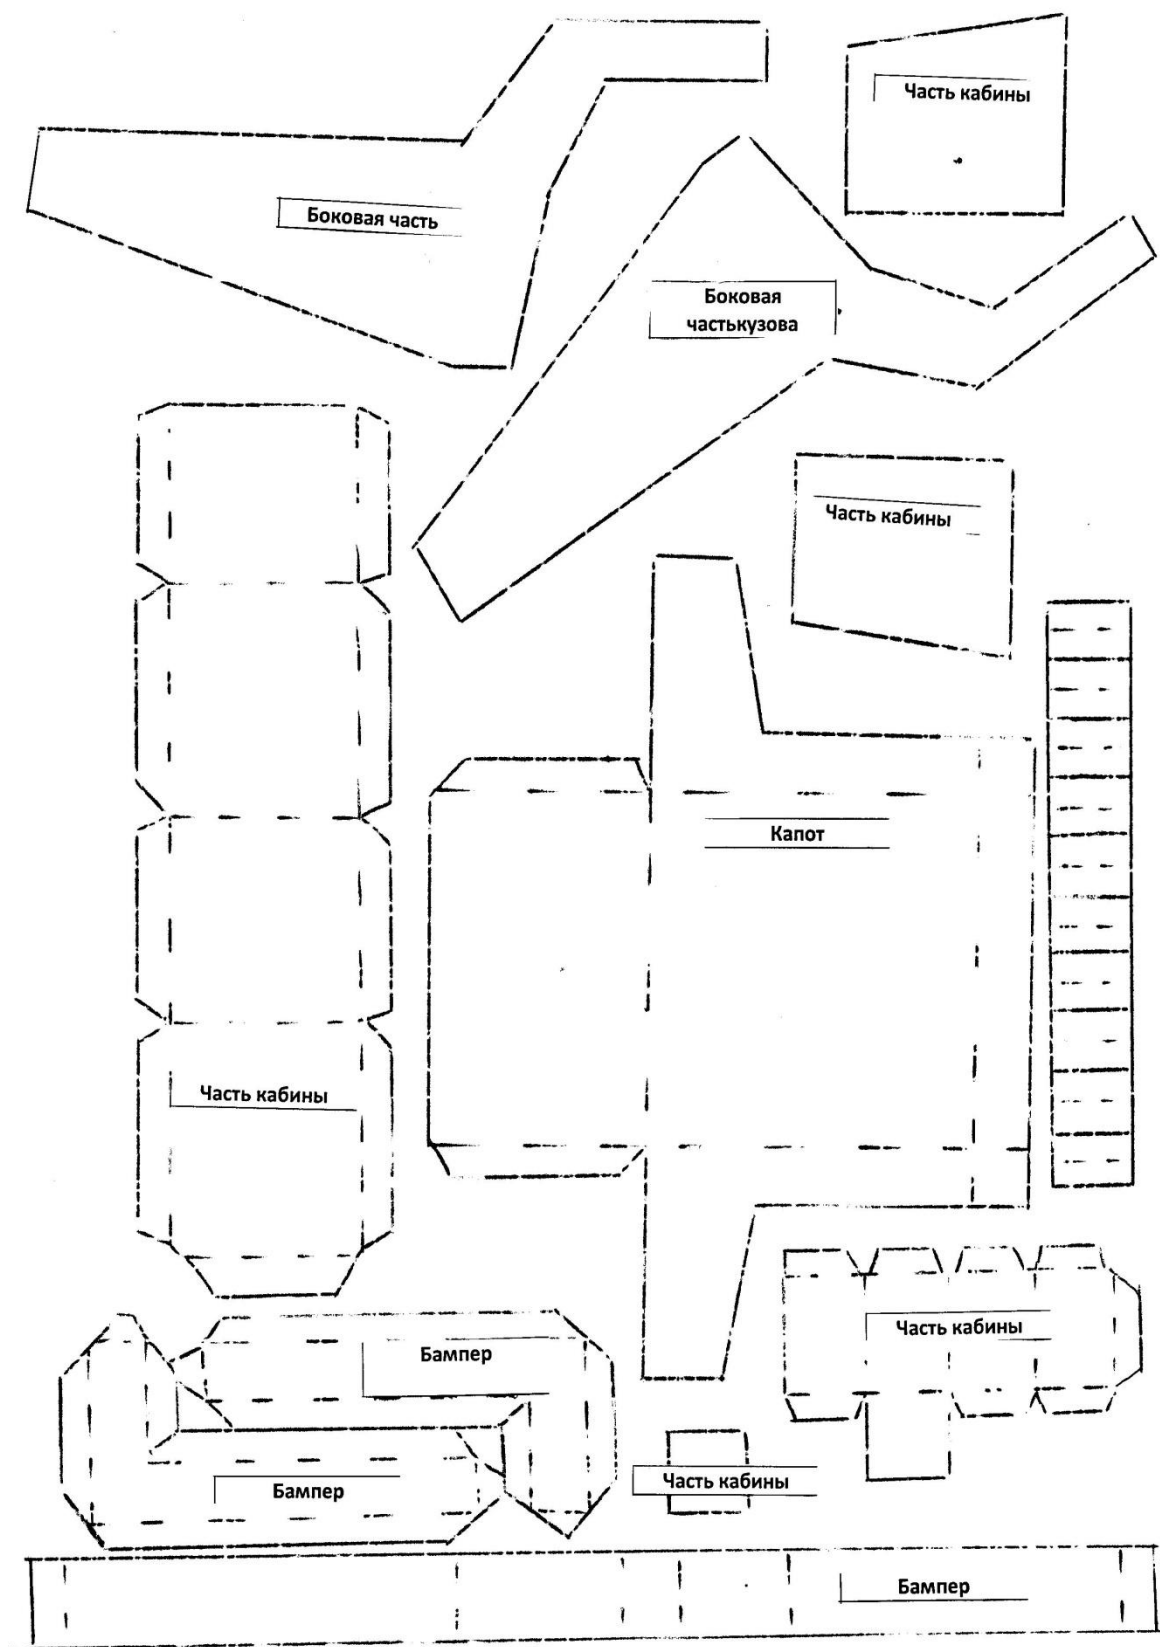 Часть кабины
Боковая часть
Боковая
частькузова
Часть кабины
Капот
Часть кабины
Часть кабины
Бампер
Часть кабины
Бампер
Бампер